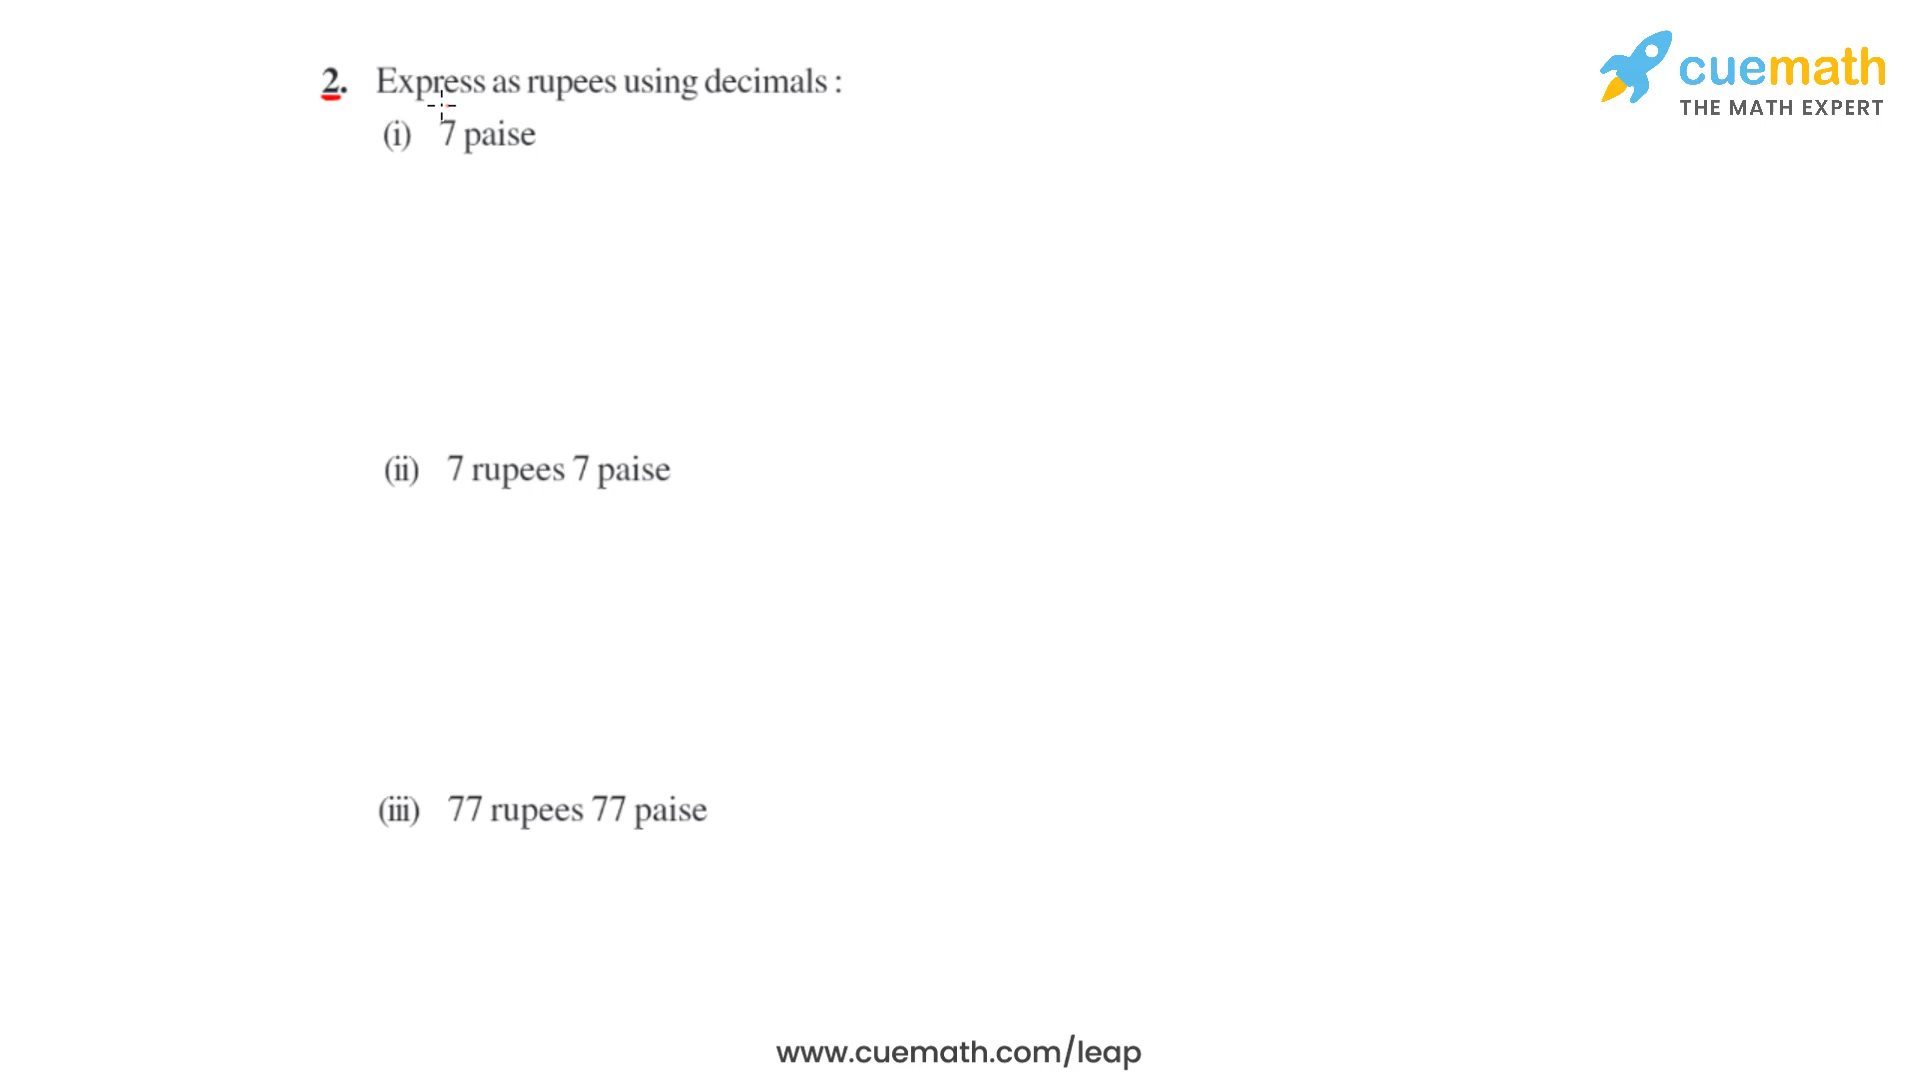 2. Express as rupees using decimals :
(i) 7 paise
(ii) 7 rupees 7 paise
(iii) 77 rupees 77 paise
cuemath
THE MATH EXPERT
www.cuemath.com/leap